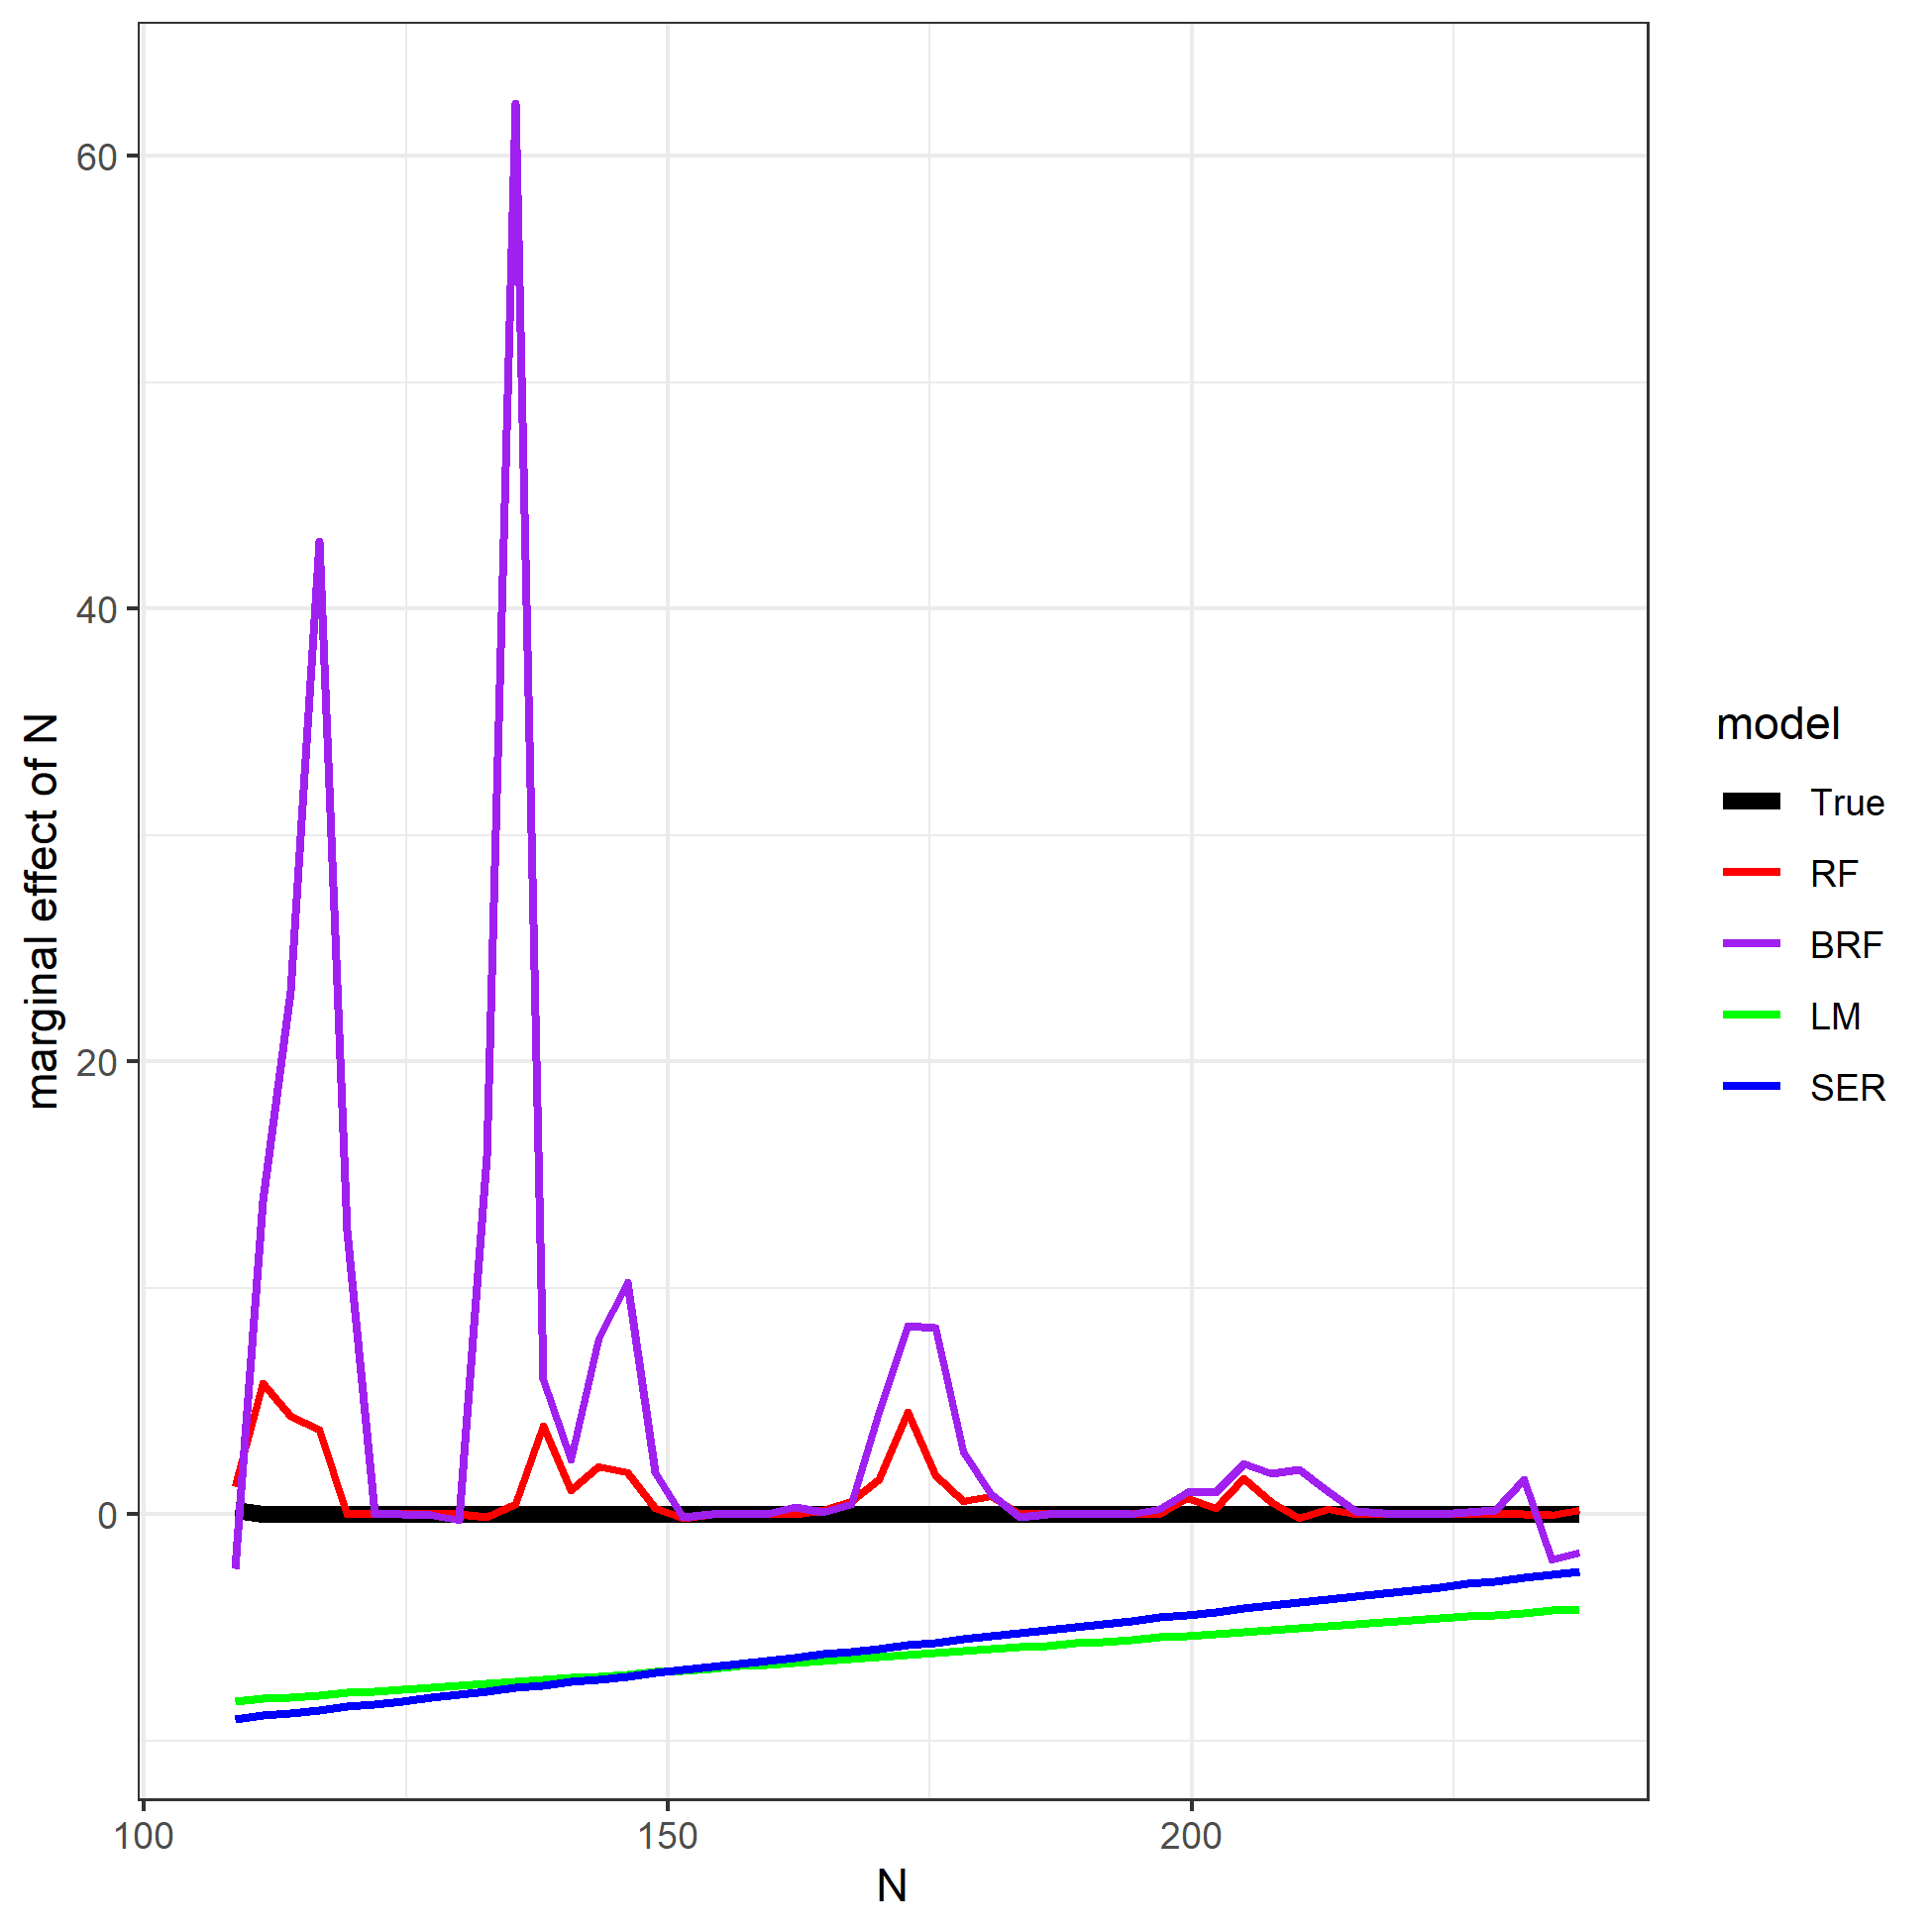 marginal effect of N
60
40
20
0
100
150
200
N
model
True
RF
BRF
LM
SER